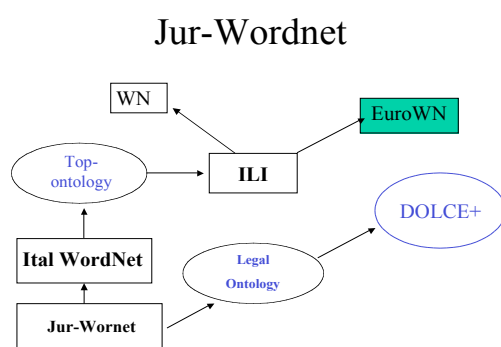 Jur-Wordnet
WN
EuroWN
Top-
ontology
ILI
DOLCE+
Ital WordNet
Legal
Ontology
Jur-Wornet